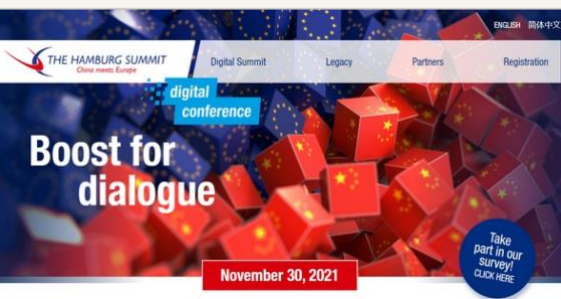 ENGLISH 简体中文
THE HAMBURG SUMMIT
China meets Europe
Digital Summit Legacy Partners Registration
digital
conference
Boost for
dialogue
Take
part in our
survey!
CLICK HERE
November 30, 2021